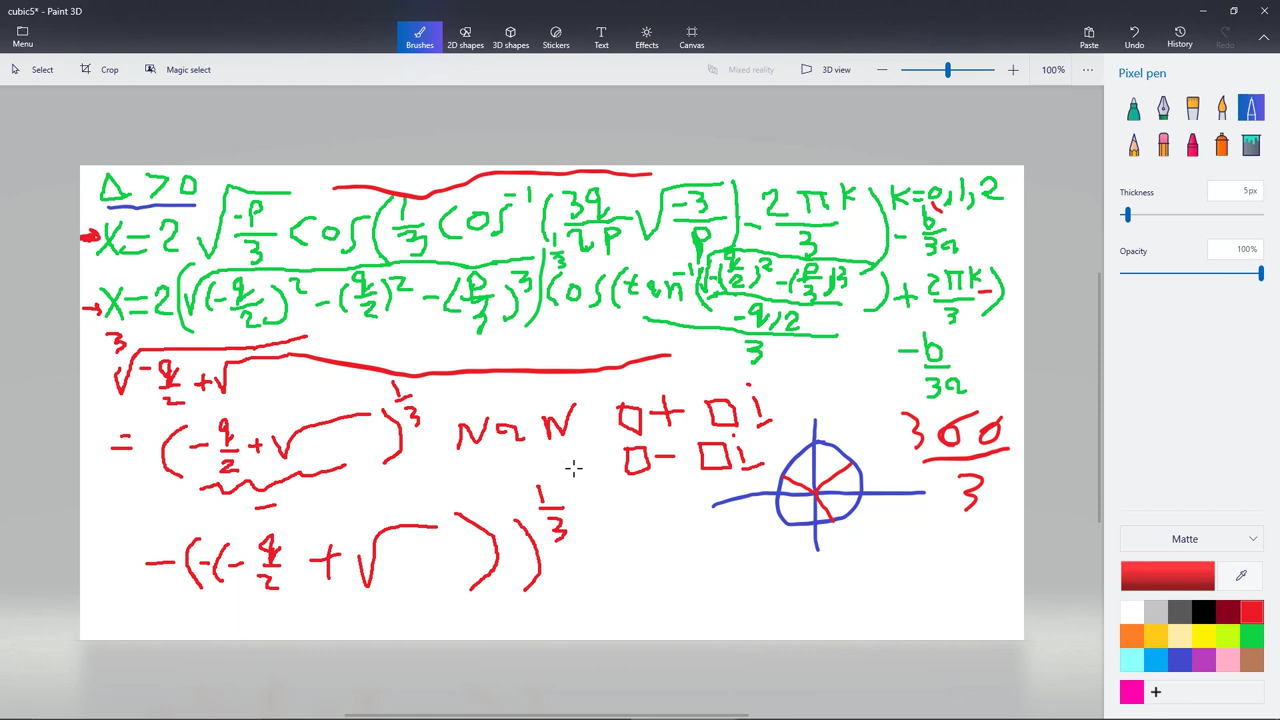 cubic5* - Paint 3D
Menu
Brushes
2D shapes
3D shapes
Stickers
Text
Effects
Canvas
Paste
Undo
History
Redo
Select
Crop
Magic select
Mixed reality
3D view
100%
Pixel pen
Thickness
5px
Opacity
100%
Matte
Δ > 0
X = 2 √(-p/3) cos(1/3 cos⁻¹(3q/2p √(-3/p)) - 2πk/3) k=0,1,2
- b/3a
X = 2(√((-q/2)² - (q/2)² - (p/3)³))^1/3 cos(tan⁻¹(√(-(q/2)² - (p/3)³) / -q/2) / 3 + 2πk/3)
- b/3a
³√(-q/2 + √
= (-q/2 + √ )^1/3 NaN □ + □i
□ - □i
360/3
-(-(-q/2 + √ ))^1/3